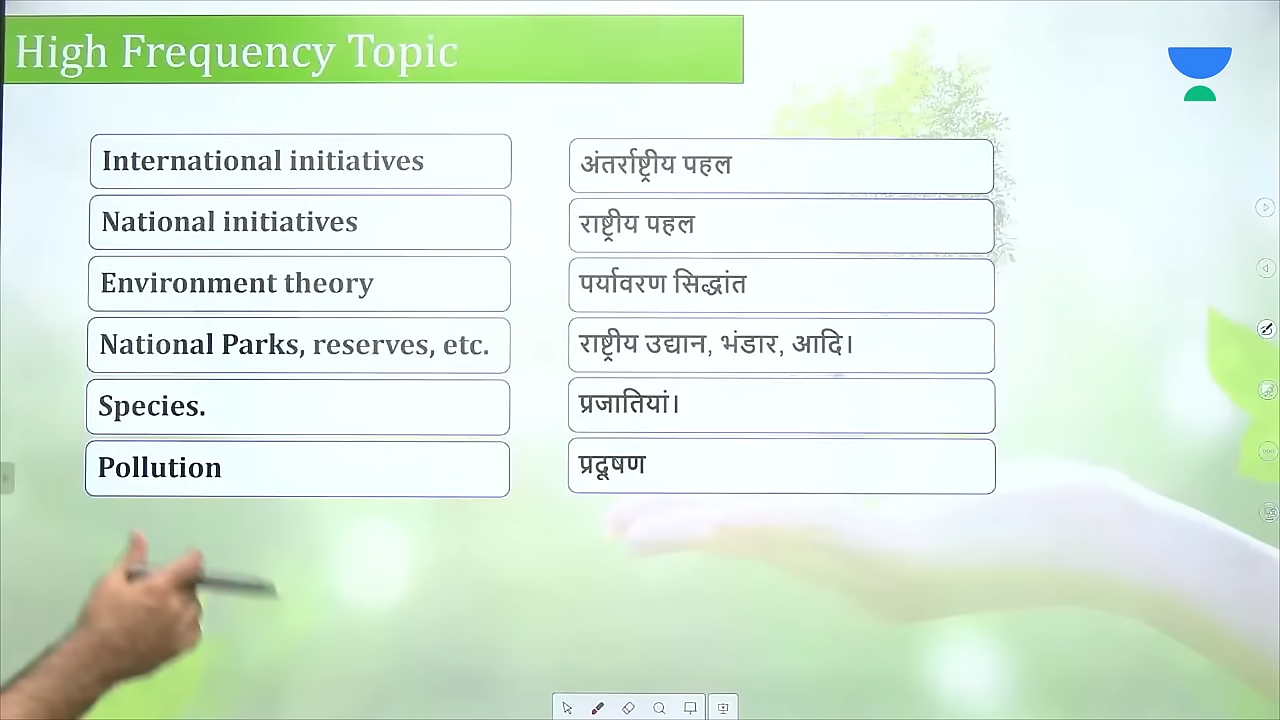 High Frequency Topic
International initiatives
अंतर्राष्ट्रीय पहल
National initiatives
राष्ट्रीय पहल
Environment theory
पर्यावरण सिद्धांत
National Parks, reserves, etc.
राष्ट्रीय उद्यान, भंडार, आदि।
Species.
प्रजातियां।
Pollution
प्रदूषण